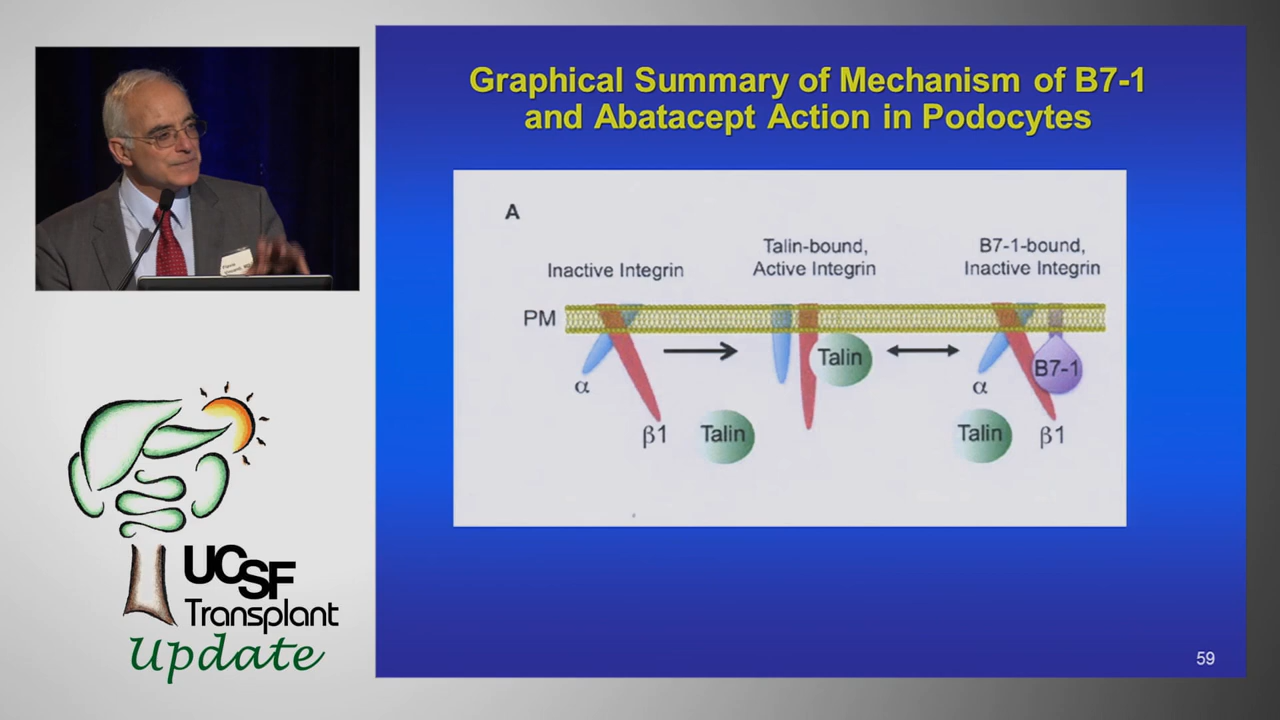 Graphical Summary of Mechanism of B7-1
and Abatacept Action in Podocytes
A
Inactive Integrin
Talin-bound,
Active Integrin
B7-1-bound,
Inactive Integrin
PM
α
β1
Talin
Talin
α
B7-1
Talin
β1
UCSF
Transplant
Update
59